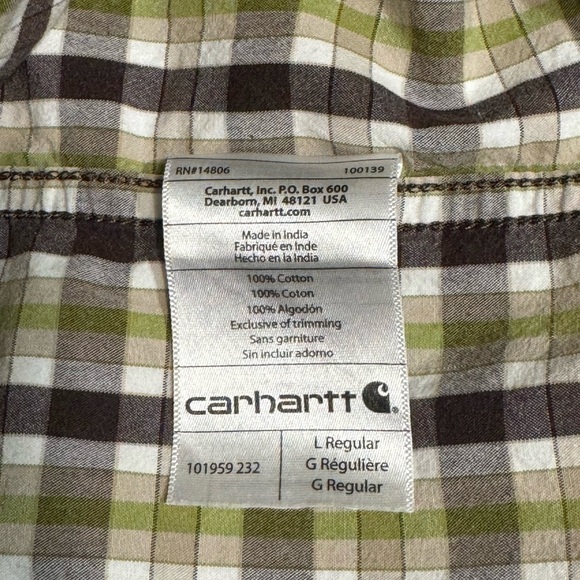 RN#14806 100139
Carhartt, Inc. P.O. Box 600
Dearborn, MI 48121 USA
carhartt.com
Made in India
Fabriqué en Inde
Hecho en la India
100% Cotton
100% Coton
100% Algodón
Exclusive of trimming
Sans garniture
Sin incluir adorno
carhartt
101959 232
L Regular
G Régulière
G Regular